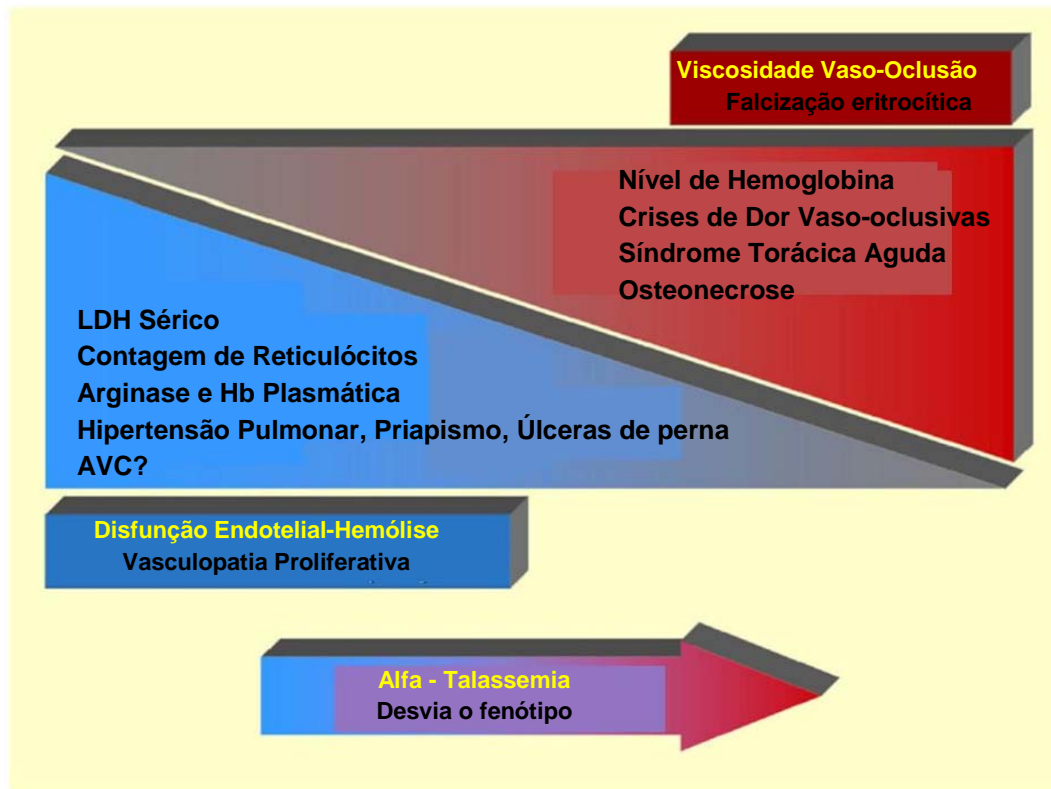 Viscosidade Vaso-Oclusão
Falcização eritrocítica
Nível de Hemoglobina
Crises de Dor Vaso-oclusivas
Síndrome Torácica Aguda
Osteonecrose
LDH Sérico
Contagem de Reticulócitos
Arginase e Hb Plasmática
Hipertensão Pulmonar, Priapismo, Úlceras de perna
AVC?
Disfunção Endotelial-Hemólise
Vasculopatia Proliferativa
Alfa - Talassemia
Desvia o fenótipo